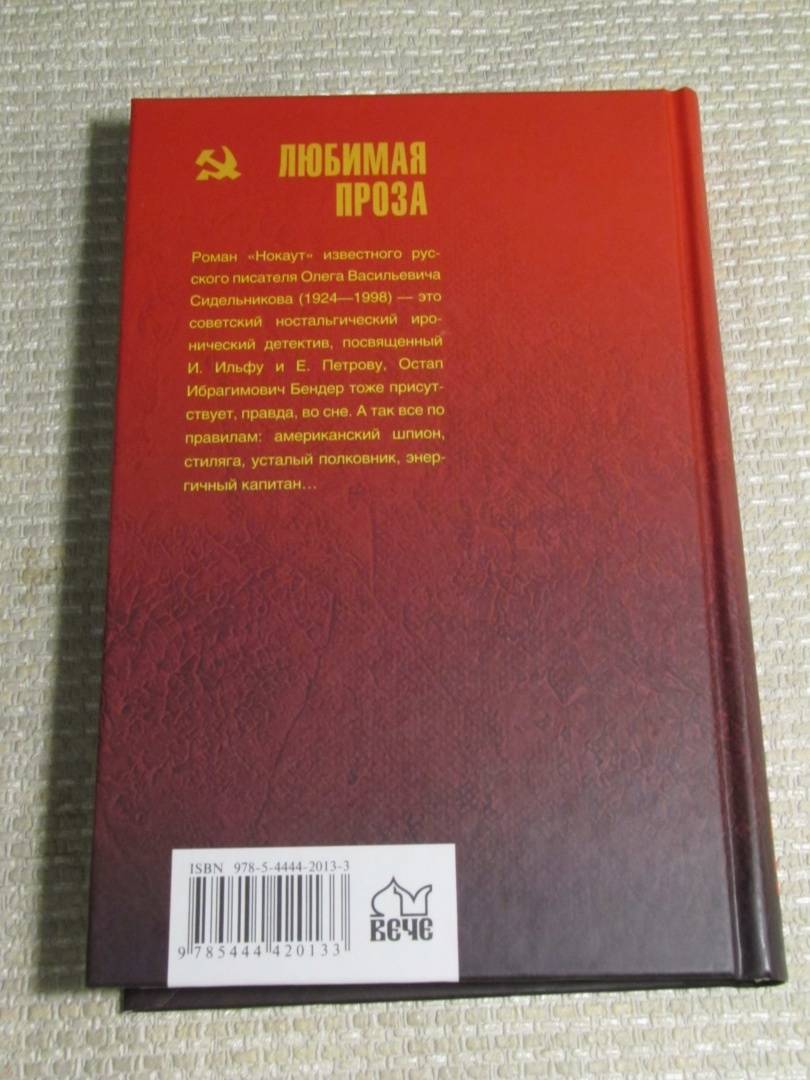 ЛЮБИМАЯ
ПРОЗА
Роман «Нокаут» известного рус-
ского писателя Олега Васильевича
Сидельникова (1924—1998) — это
советский ностальгический иро-
нический детектив, посвященный
И. Ильфу и Е. Петрову, Остап
Ибрагимович Бендер тоже присут-
ствует, правда, во сне. А так все по
правилам: американский шпион,
стиляга, усталый полковник, энер-
гичный капитан...
ISBN 978-5-4444-2013-3
9 785444 420133
ВЕЧЕ